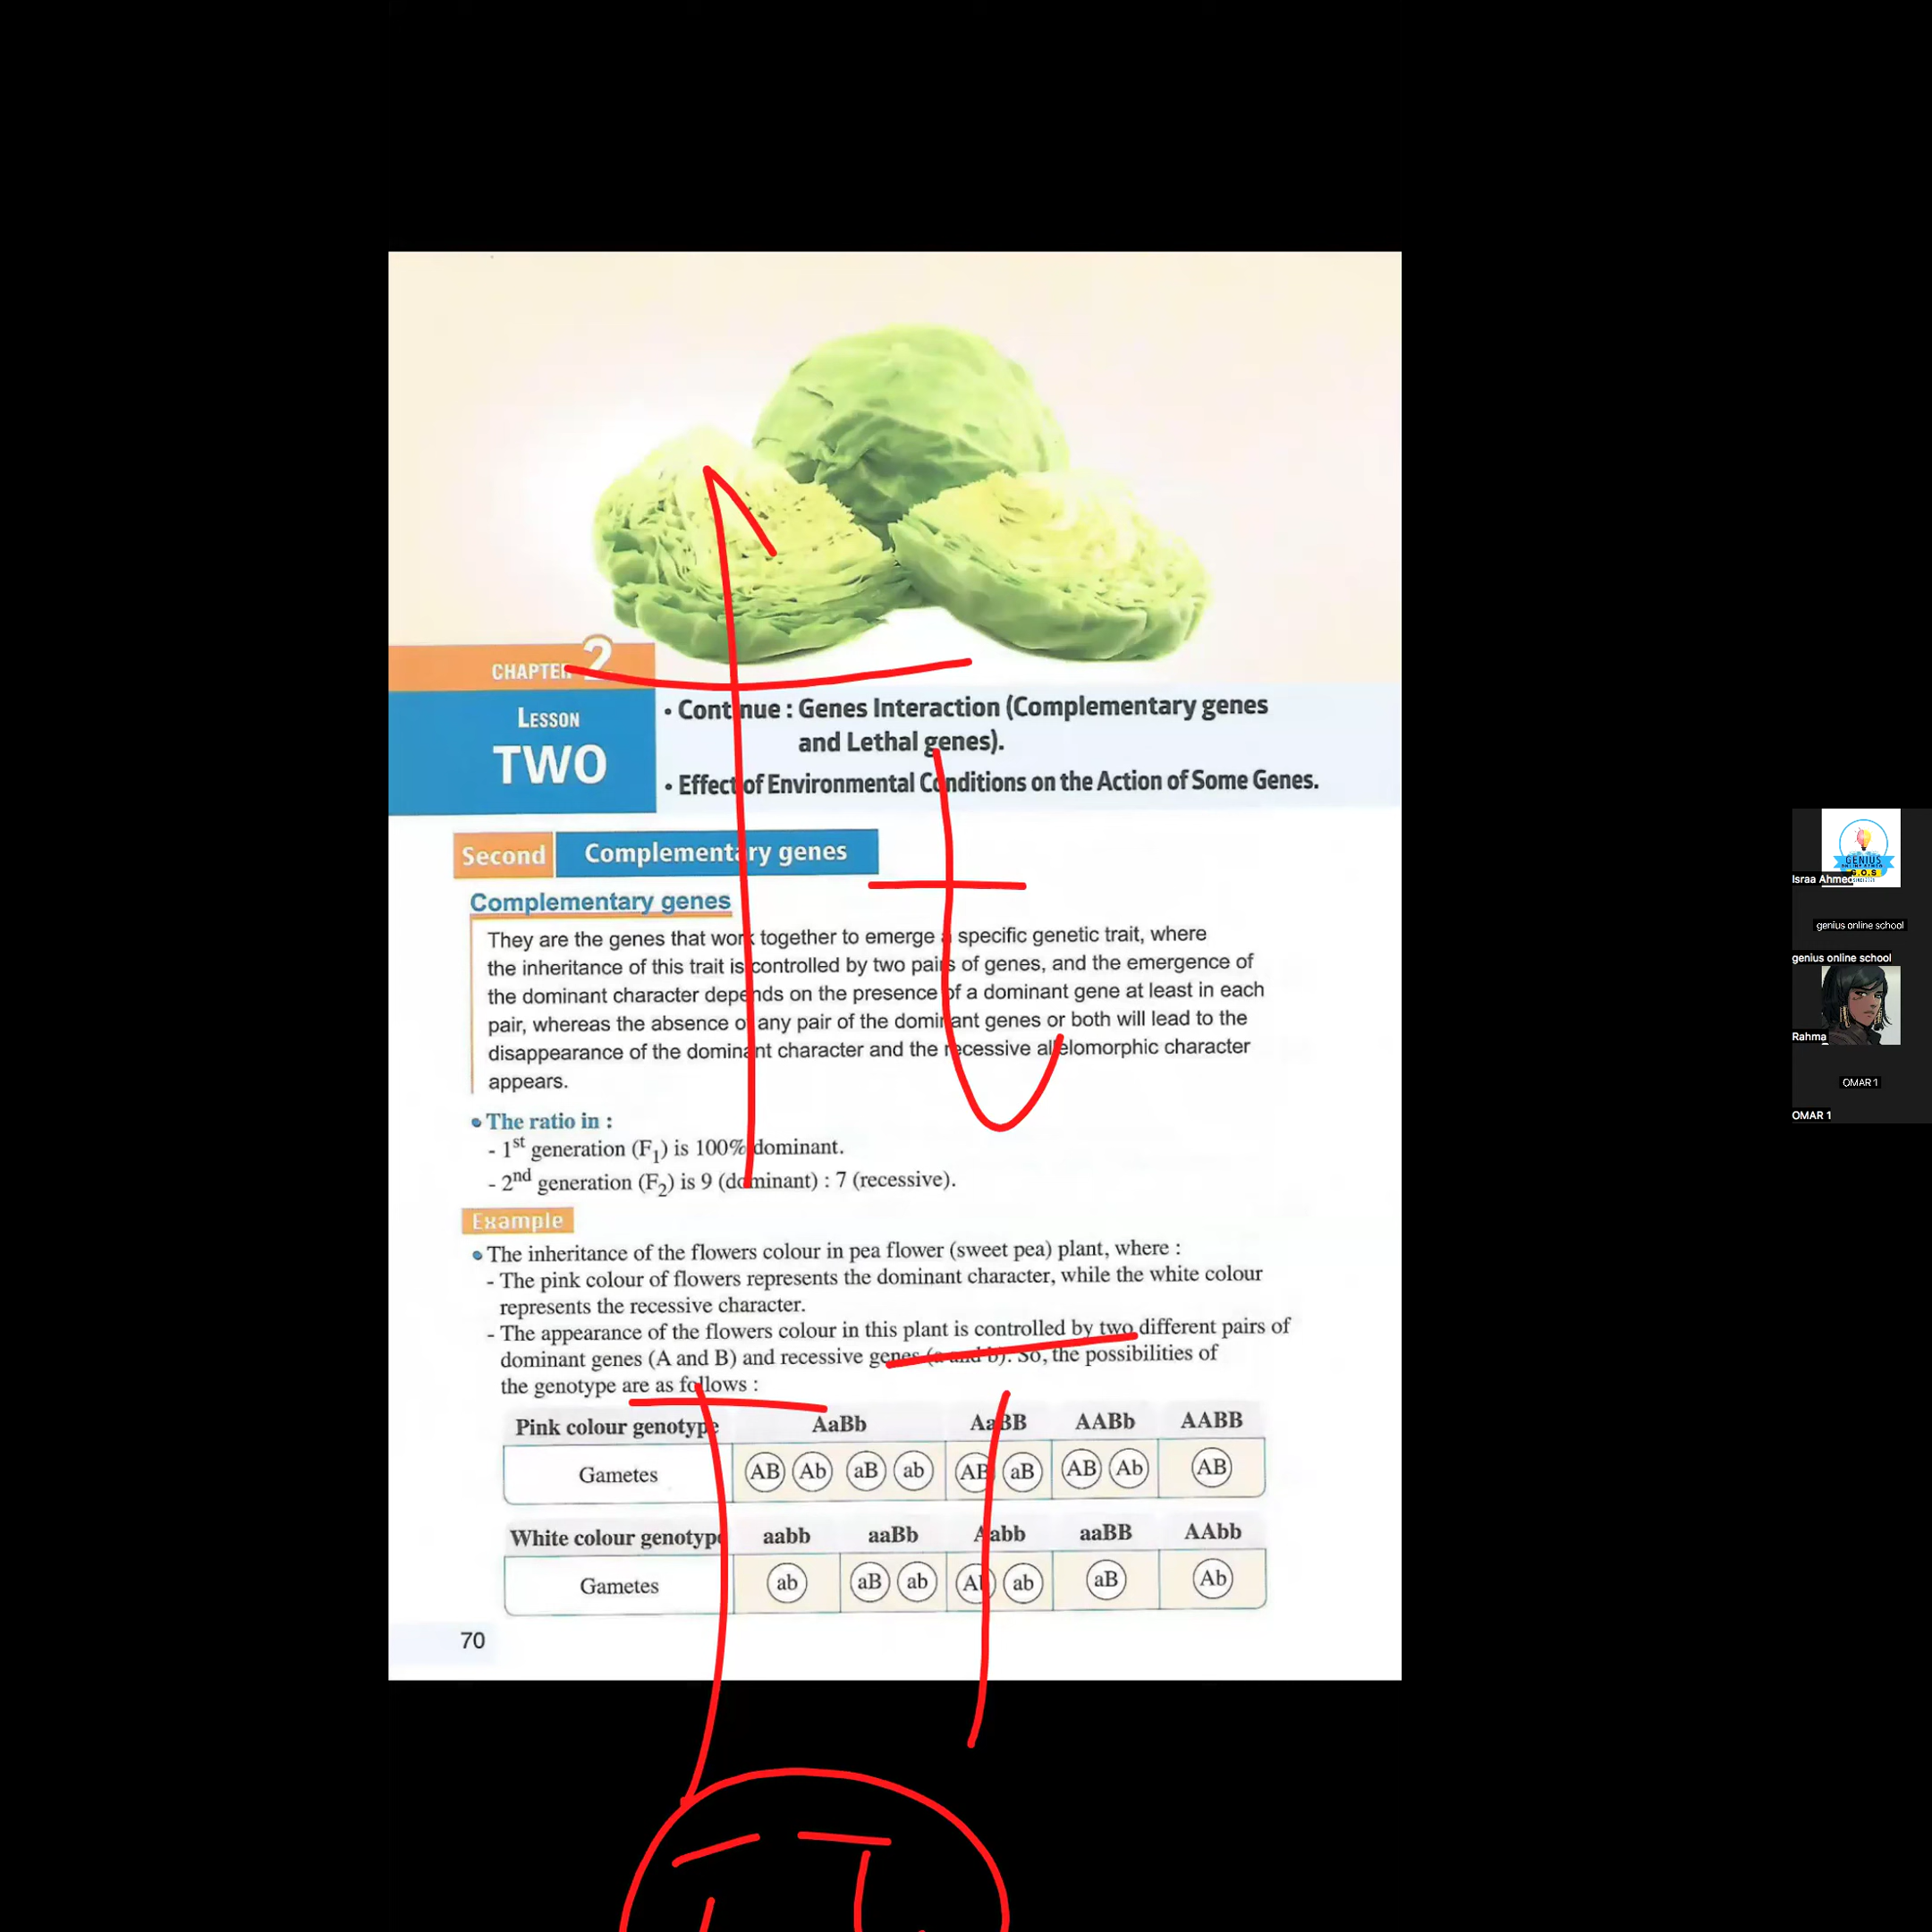 CHAPTER 2
LESSON
TWO
• Continue : Genes Interaction (Complementary genes
and Lethal genes).
• Effect of Environmental Conditions on the Action of Some Genes.
Second Complementary genes
Complementary genes
They are the genes that work together to emerge a specific genetic trait, where
the inheritance of this trait is controlled by two pairs of genes, and the emergence of
the dominant character depends on the presence of a dominant gene at least in each
pair, whereas the absence of any pair of the dominant genes or both will lead to the
disappearance of the dominant character and the recessive allelomorphic character
appears.
• The ratio in :
- 1st generation (F1) is 100% dominant.
- 2nd generation (F2) is 9 (dominant) : 7 (recessive).
Example
• The inheritance of the flowers colour in pea flower (sweet pea) plant, where :
- The pink colour of flowers represents the dominant character, while the white colour
represents the recessive character.
- The appearance of the flowers colour in this plant is controlled by two different pairs of
dominant genes (A and B) and recessive genes (a and b). So, the possibilities of
the genotype are as follows :
Pink colour genotype AaBb AaBB AABb AABB
Gametes AB Ab aB ab AB aB AB Ab AB
White colour genotype aabb aaBb Aabb aaBB AAbb
Gametes ab aB ab Ab ab aB Ab
70
GENIUS
G.O.S
Israa Ahmed
genius online school
genius online school
Rahma
OMAR 1
OMAR 1